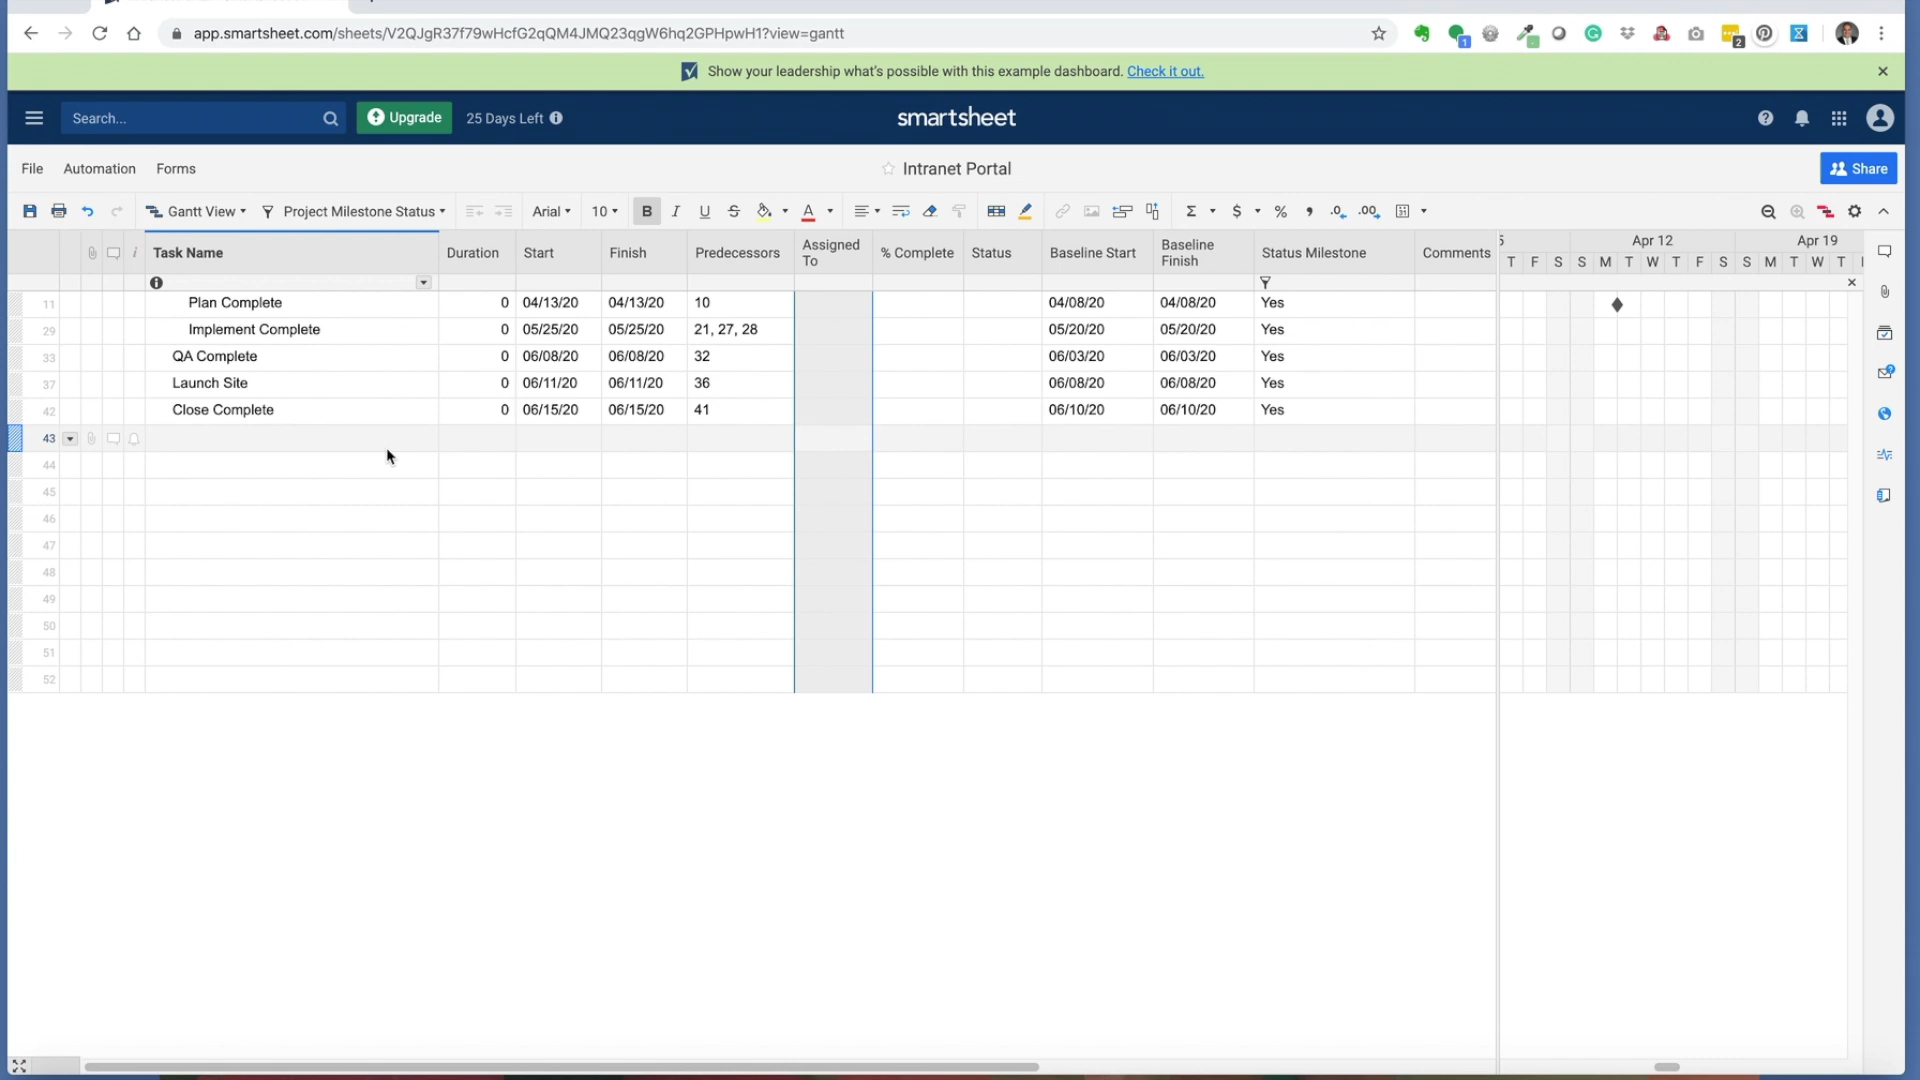 app.smartsheet.com/sheets/V2QJgR37f79wHcfG2qQM4JMQ23qgW6hq2GPHpwH1?view=gantt
1
2
Show your leadership what's possible with this example dashboard. Check it out.
Search...
Upgrade
25 Days Left
smartsheet
File Automation Forms
Intranet Portal
Share
Gantt View Project Milestone Status Arial 10 B I U S A Σ $ % , .0 .00
Task Name Duration Start Finish Predecessors Assigned To % Complete Status Baseline Start Baseline Finish Status Milestone Comments
5 Apr 12 Apr 19
T F S S M T W T F S S M T W T
11 Plan Complete 0 04/13/20 04/13/20 10 04/08/20 04/08/20 Yes
29 Implement Complete 0 05/25/20 05/25/20 21, 27, 28 05/20/20 05/20/20 Yes
33 QA Complete 0 06/08/20 06/08/20 32 06/03/20 06/03/20 Yes
37 Launch Site 0 06/11/20 06/11/20 36 06/08/20 06/08/20 Yes
42 Close Complete 0 06/15/20 06/15/20 41 06/10/20 06/10/20 Yes
43
44
45
46
47
48
49
50
51
52